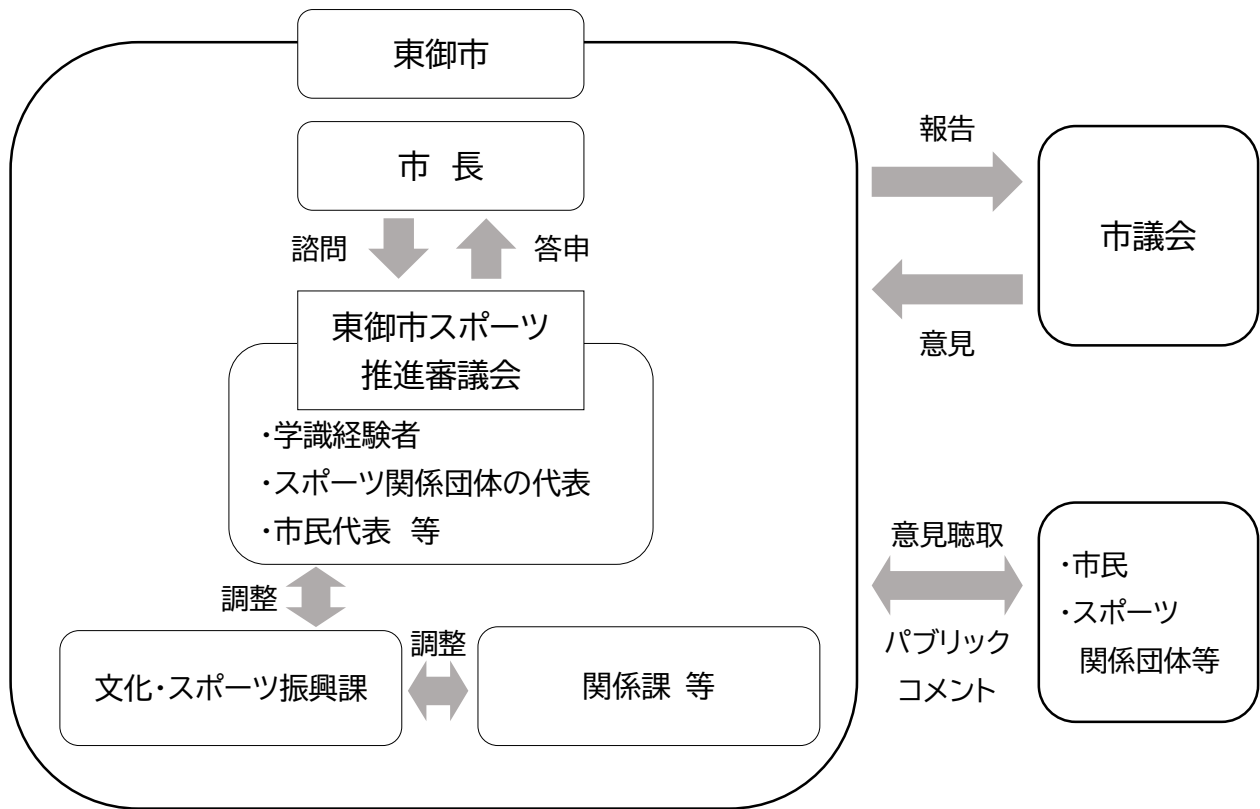 東御市
市 長
諮問
答申
東御市スポーツ
推進審議会
・学識経験者
・スポーツ関係団体の代表
・市民代表 等
調整
文化・スポーツ振興課
調整
関係課 等
報告
市議会
意見
意見聴取
パブリック
コメント
・市民
・スポーツ
関係団体等